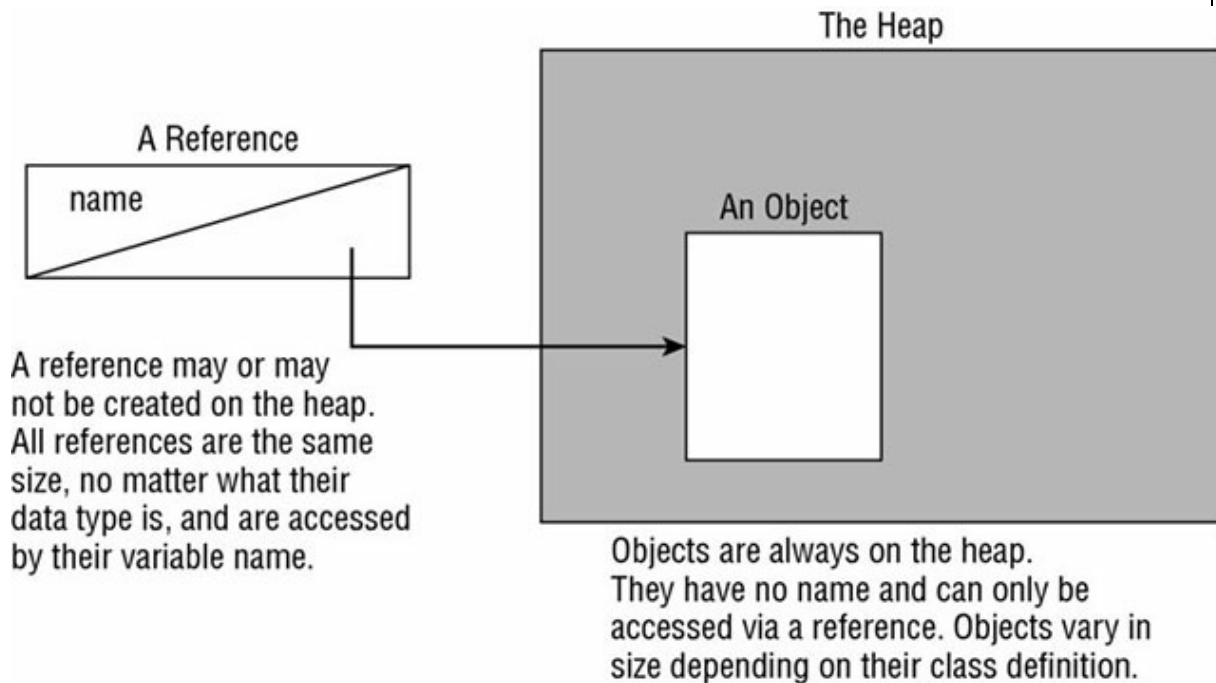 The Heap
A Reference
name
An Object
A reference may or may
not be created on the heap.
All references are the same
size, no matter what their
data type is, and are accessed
by their variable name.
Objects are always on the heap.
They have no name and can only be
accessed via a reference. Objects vary in
size depending on their class definition.